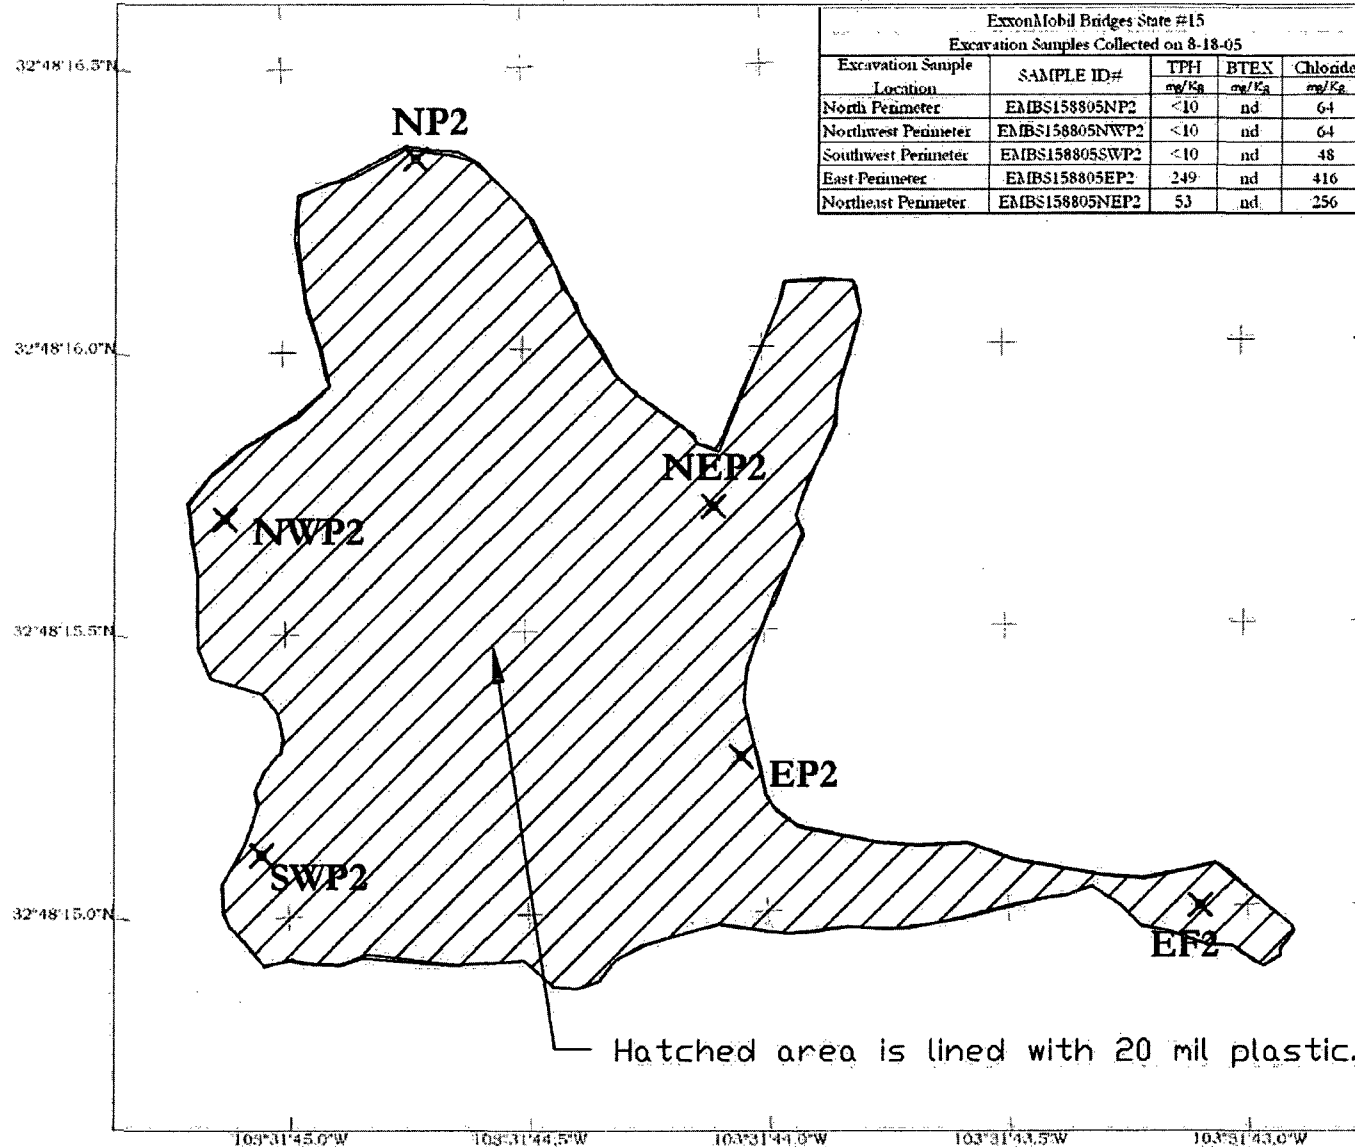 ExxonMobil Bridges State #15
Excavation Samples Collected on 8-18-05
Excavation Sample Location SAMPLE ID# TPH mg/Kg BTEX mg/Kg Chloride mg/Kg
North Perimeter EMBS158805NP2 <10 nd 64
Northwest Perimeter EMBS158805NWP2 <10 nd 64
Southwest Perimeter EMBS158805SWP2 <10 nd 48
East Perimeter EMBS158805EP2 249 nd 416
Northeast Perimeter EMBS158805NEP2 53 nd 256
32°48'16.5"N
NP2
32°48'16.0"N
NEP2
NWP2
32°48'15.5"N
EP2
SWP2
32°48'15.0"N
EF2
Hatched area is lined with 20 mil plastic.
103°31'45.0"W 103°31'44.5"W 103°31'44.0"W 103°31'43.5"W 103°31'43.0"W